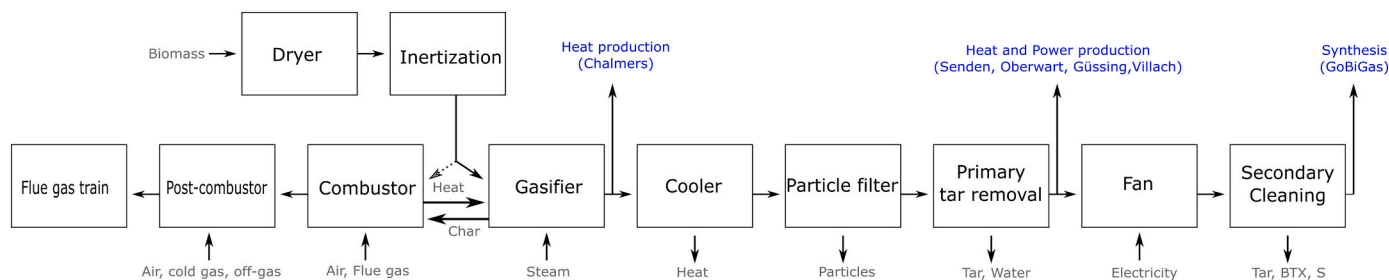 Biomass
Dryer
Inertization
Heat production
(Chalmers)
Heat and Power production
(Senden, Oberwart, Güssing,Villach)
Synthesis
(GoBiGas)
Flue gas train
Post-combustor
Combustor
Heat
Char
Gasifier
Cooler
Particle filter
Primary
tar removal
Fan
Secondary
Cleaning
Air, cold gas, off-gas
Air, Flue gas
Steam
Heat
Particles
Tar, Water
Electricity
Tar, BTX, S